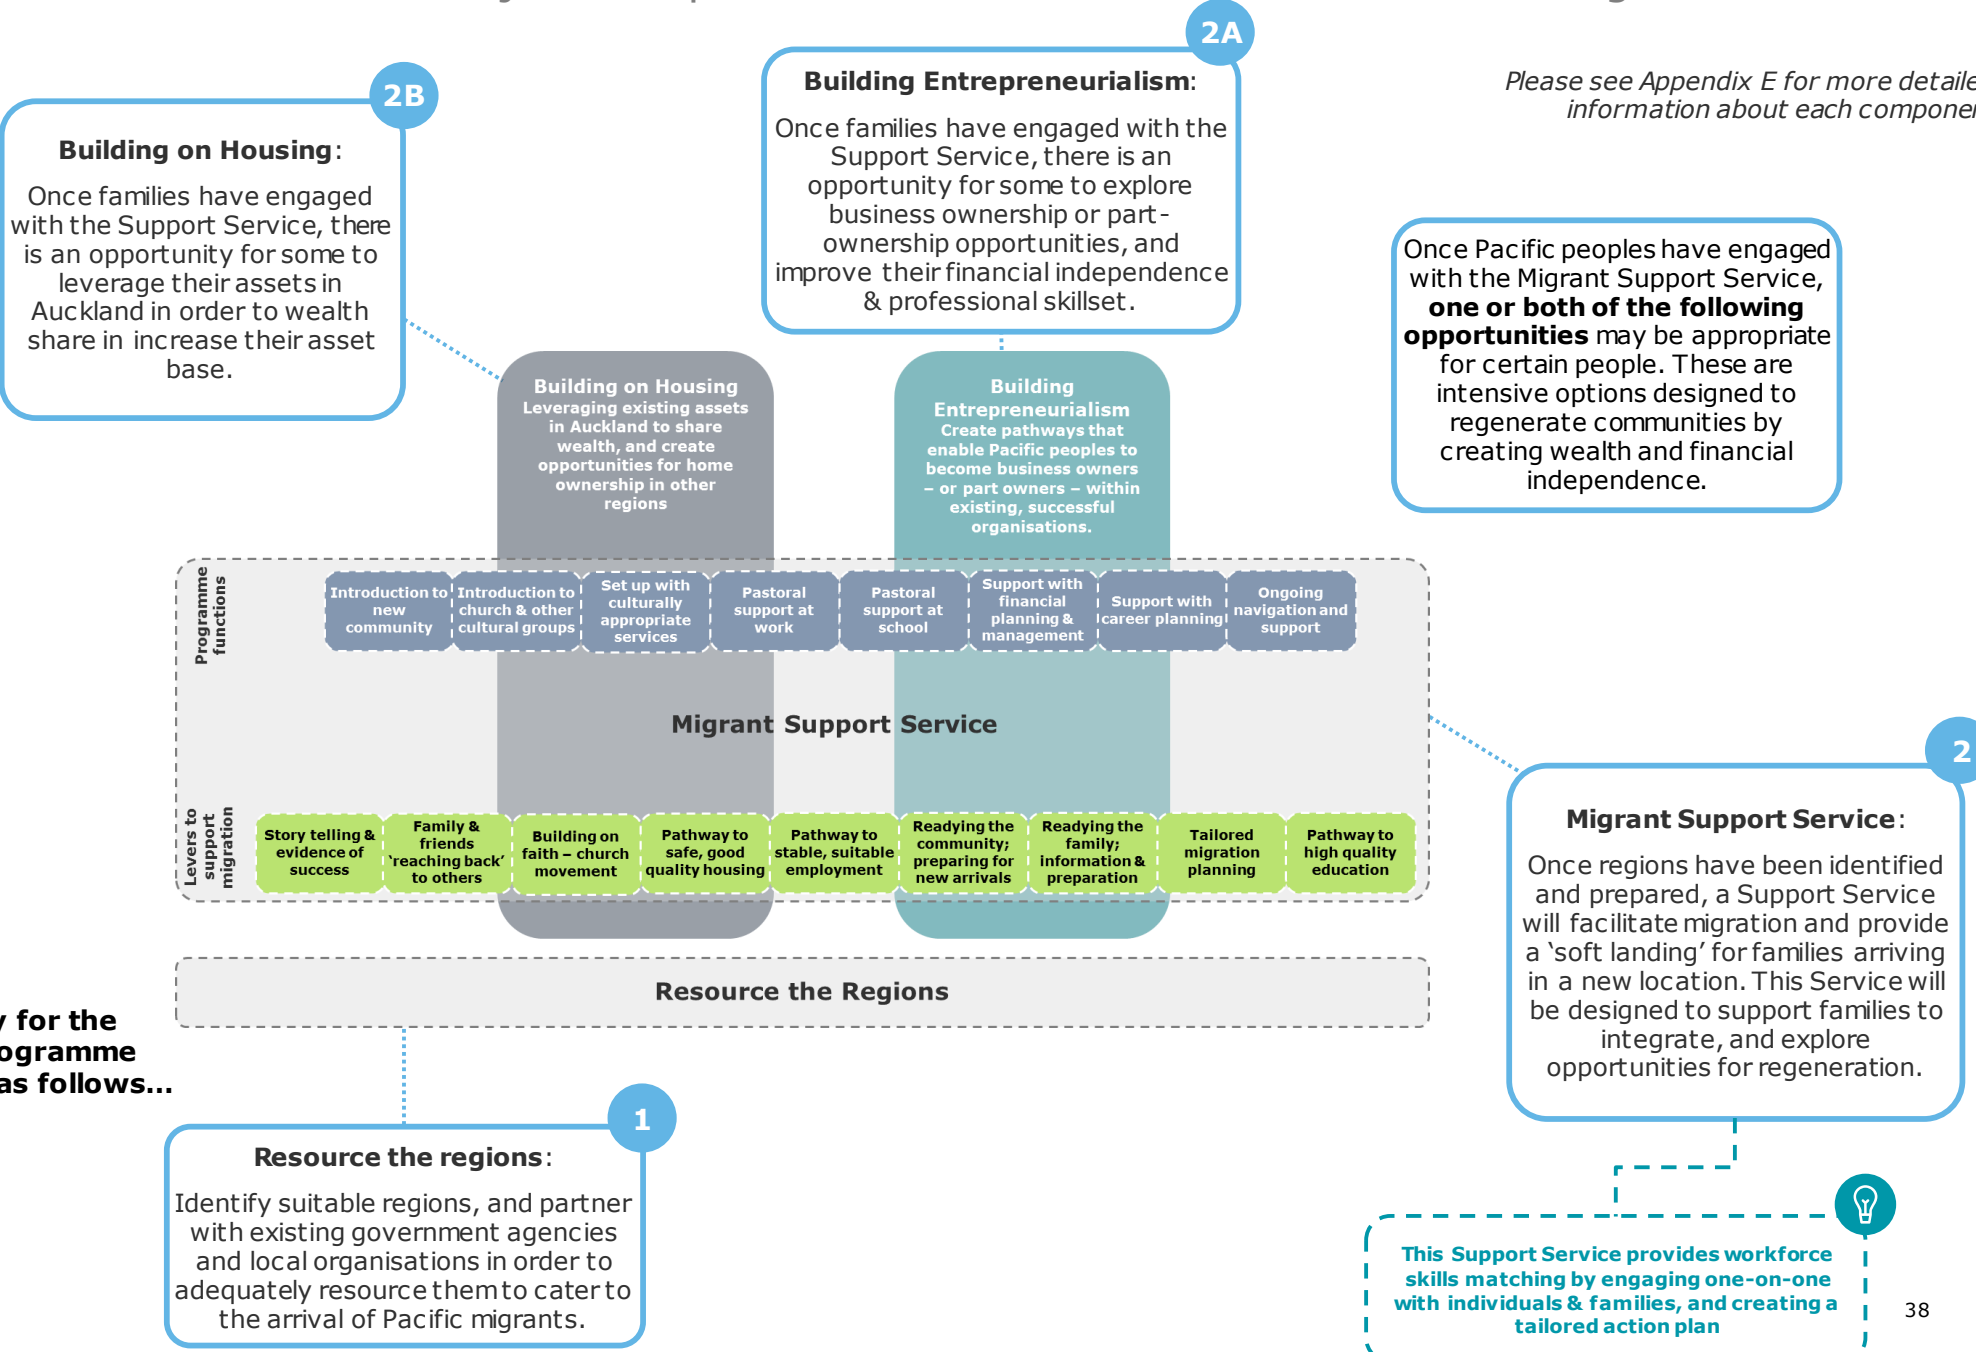 2A
Building Entrepreneurialism:
Once families have engaged with the
Support Service, there is an
opportunity for some to explore
business ownership or part-
ownership opportunities, and
improve their financial independence
& professional skillset.
2B
Building on Housing:
Once families have engaged
with the Support Service, there
is an opportunity for some to
leverage their assets in
Auckland in order to wealth
share in increase their asset
base.
Please see Appendix E for more detaile
information about each componen
Once Pacific peoples have engaged
with the Migrant Support Service,
one or both of the following
opportunities may be appropriate
for certain people. These are
intensive options designed to
regenerate communities by
creating wealth and financial
independence.
Building on Housing
Leveraging existing assets
in Auckland to share
wealth, and create
opportunities for home
ownership in other
regions
Building
Entrepreneurialism
Create pathways that
enable Pacific peoples to
become business owners
– or part owners – within
existing, successful
organisations.
Programme
functions
Introduction to
new
community
Introduction to
church & other
cultural groups
Set up with
culturally
appropriate
services
Pastoral
support at
work
Pastoral
support at
school
Support with
financial
planning &
management
Support with
career planning
Ongoing
navigation and
support
Migrant Support Service
Levers to
support
migration
Story telling &
evidence of
success
Family &
friends
‘reaching back’
to others
Building on
faith – church
movement
Pathway to
safe, good
quality housing
Pathway to
stable, suitable
employment
Readying the
community;
preparing for
new arrivals
Readying the
family;
information &
preparation
Tailored
migration
planning
Pathway to
high quality
education
Resource the Regions
2
Migrant Support Service:
Once regions have been identified
and prepared, a Support Service
will facilitate migration and provide
a ‘soft landing’ for families arriving
in a new location. This Service will
be designed to support families to
integrate, and explore
opportunities for regeneration.
y for the
ogramme
as follows…
1
Resource the regions:
Identify suitable regions, and partner
with existing government agencies
and local organisations in order to
adequately resource them to cater to
the arrival of Pacific migrants.
This Support Service provides workforce
skills matching by engaging one-on-one
with individuals & families, and creating a
tailored action plan
38